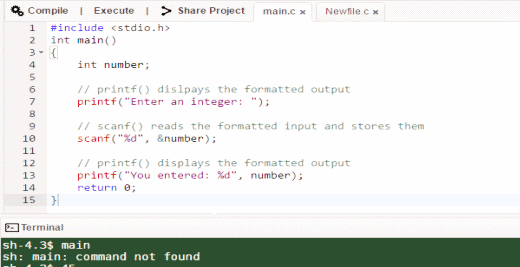 Compile | Execute | Share Project main.c x Newfile.c x
1 #include <stdio.h>
2 int main()
3 {
4 int number;
5
6 // printf() dislpays the formatted output
7 printf("Enter an integer: ");
8
9 // scanf() reads the formatted input and stores them
10 scanf("%d", &number);
11
12 // printf() displays the formatted output
13 printf("You entered: %d", number);
14 return 0;
15 }
Terminal
sh-4.3$ main
sh: main: command not found
sh-4.3$